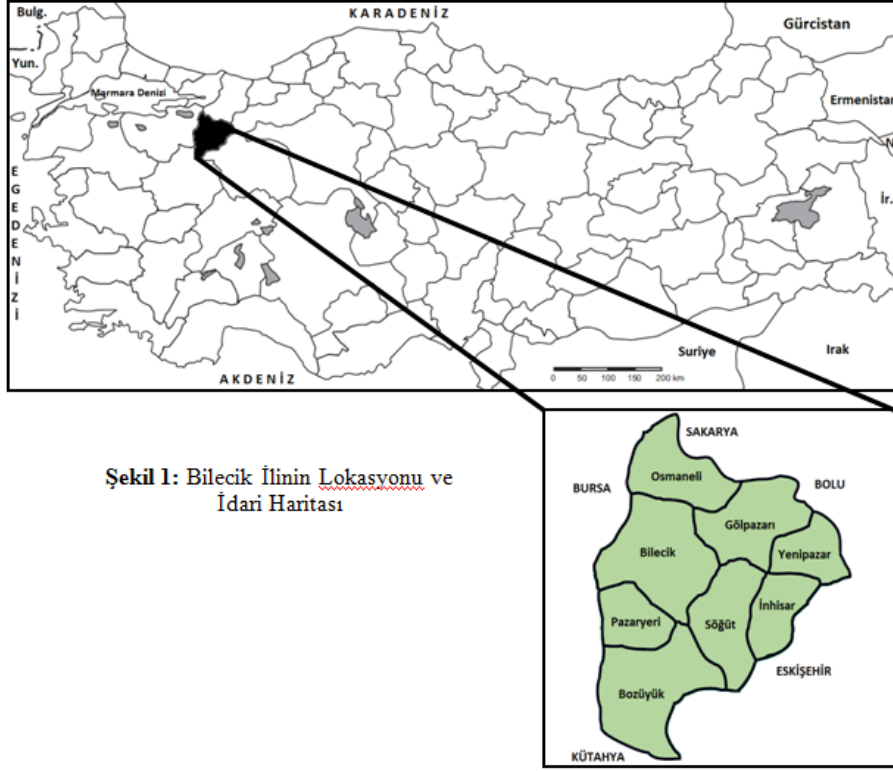 Bulg.
KARADENİZ
Gürcistan
Yun.
Marmara Denizi
Ermenistan
N
EGE DENİZİ
İr.
Suriye
Irak
0 50 100 150 200 km
AKDENİZ
Şekil 1: Bilecik İlinin Lokasyonu ve
İdari Haritası
SAKARYA
Osmaneli
BURSA
BOLU
Gölpazarı
Bilecik
Yenipazar
İnhisar
Pazaryeri
Söğüt
ESKİŞEHİR
Bozüyük
KÜTAHYA